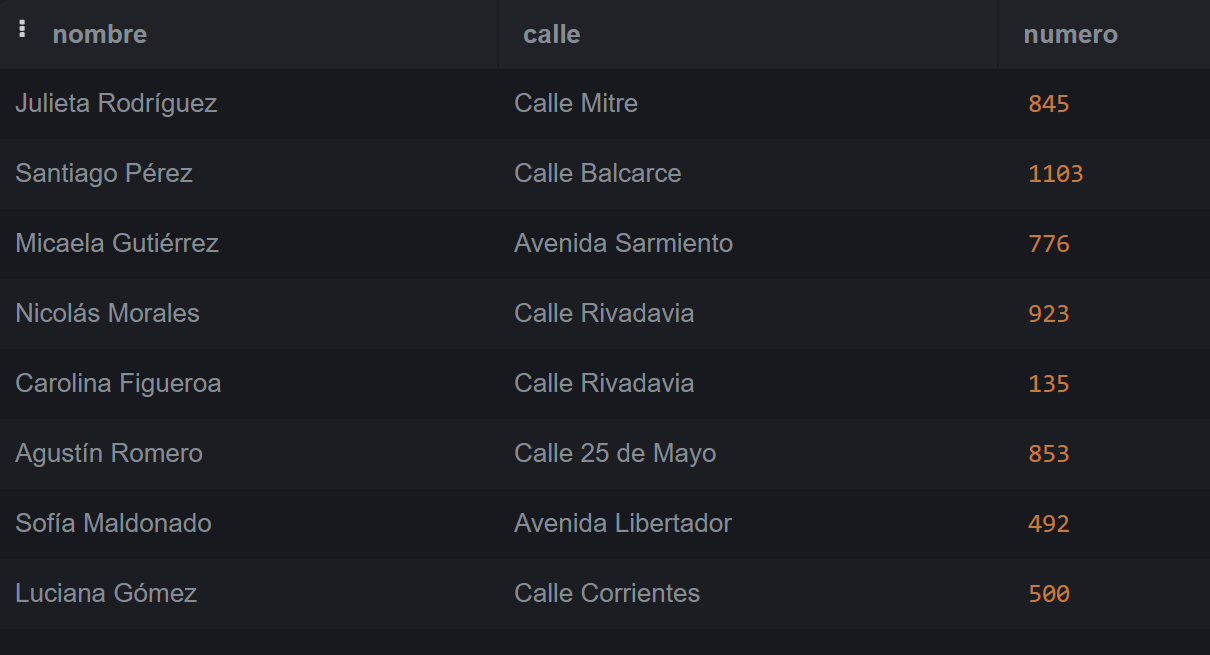 nombre calle numero
Julieta Rodríguez Calle Mitre 845
Santiago Pérez Calle Balcarce 1103
Micaela Gutiérrez Avenida Sarmiento 776
Nicolás Morales Calle Rivadavia 923
Carolina Figueroa Calle Rivadavia 135
Agustín Romero Calle 25 de Mayo 853
Sofía Maldonado Avenida Libertador 492
Luciana Gómez Calle Corrientes 500